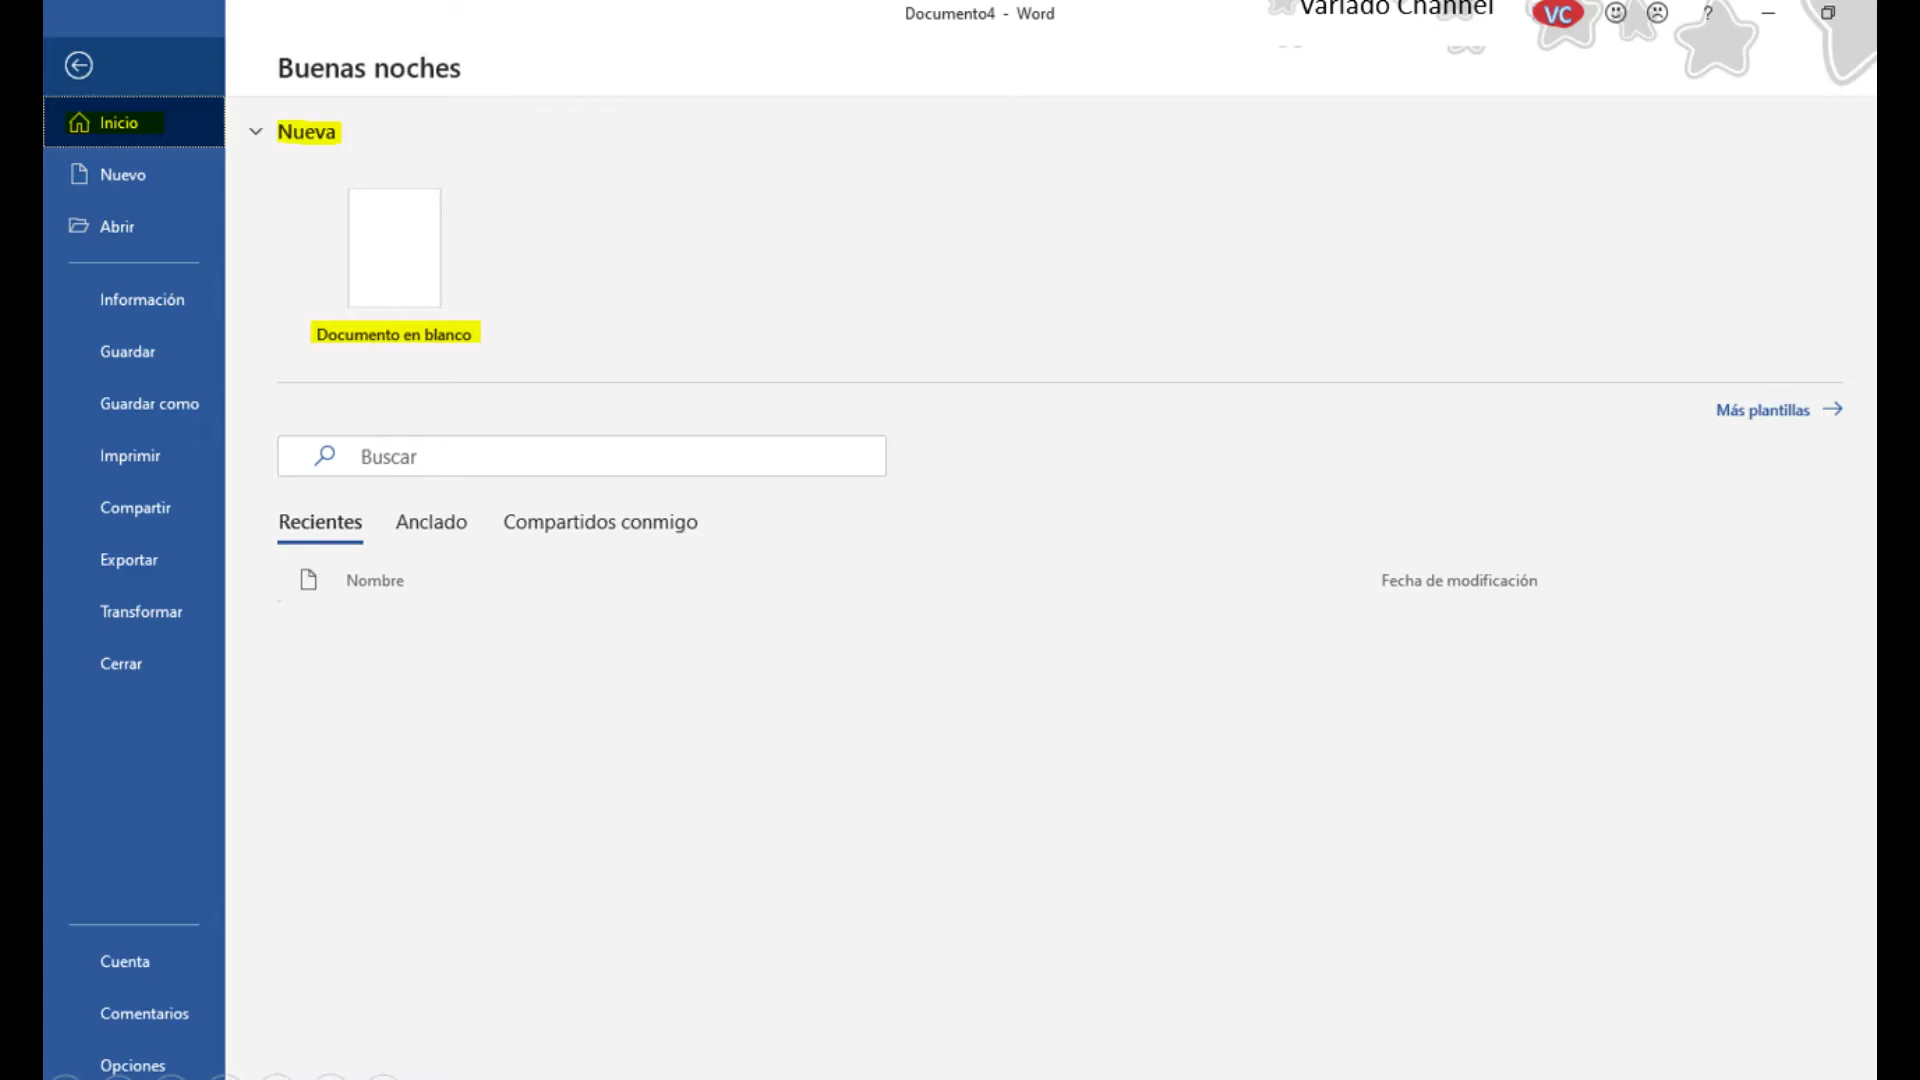 Documento4 - Word
Variado Channel
VC
?
Buenas noches
Inicio
Nueva
Nuevo
Abrir
Documento en blanco
Información
Guardar
Guardar como
Más plantillas
Imprimir
Buscar
Compartir
Recientes Anclado Compartidos conmigo
Exportar
Nombre Fecha de modificación
Transformar
Cerrar
Cuenta
Comentarios
Opciones